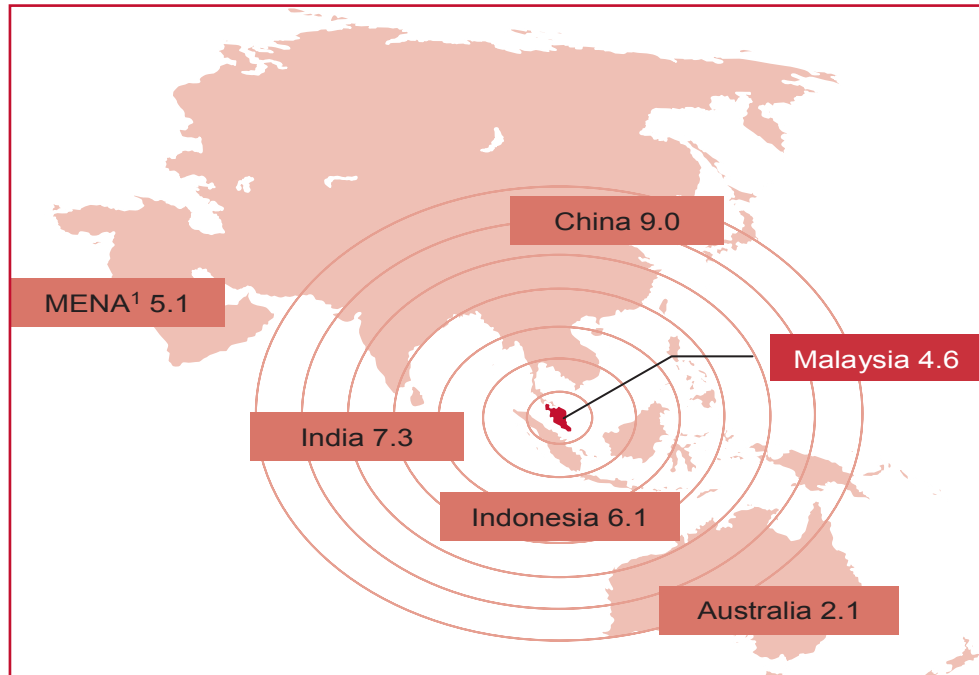 China 9.0
MENA¹ 5.1
Malaysia 4.6
India 7.3
Indonesia 6.1
Australia 2.1